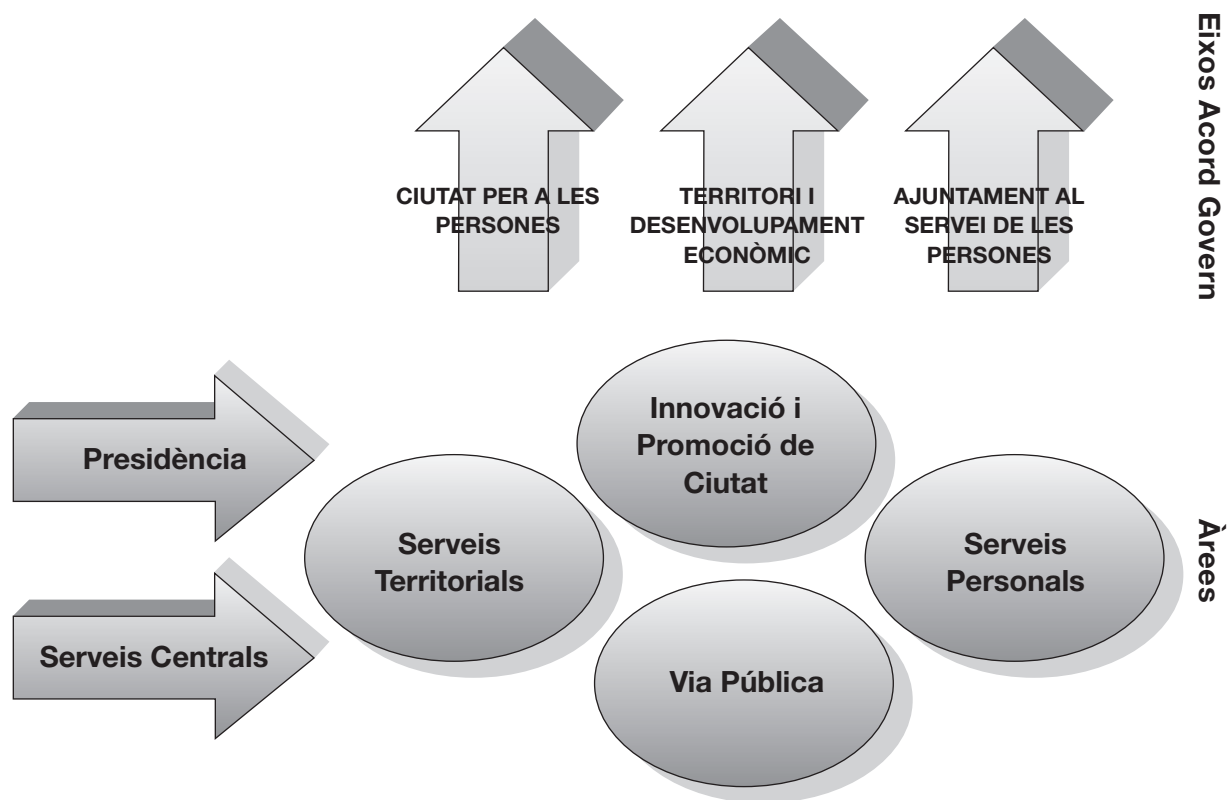 Eixos Acord Govern
CIUTAT PER A LES
PERSONES
TERRITORI I
DESENVOLUPAMENT
ECONÒMIC
AJUNTAMENT AL
SERVEI DE LES
PERSONES
Presidència
Serveis Centrals
Serveis
Territorials
Innovació i
Promoció de
Ciutat
Via Pública
Serveis
Personals
Àrees